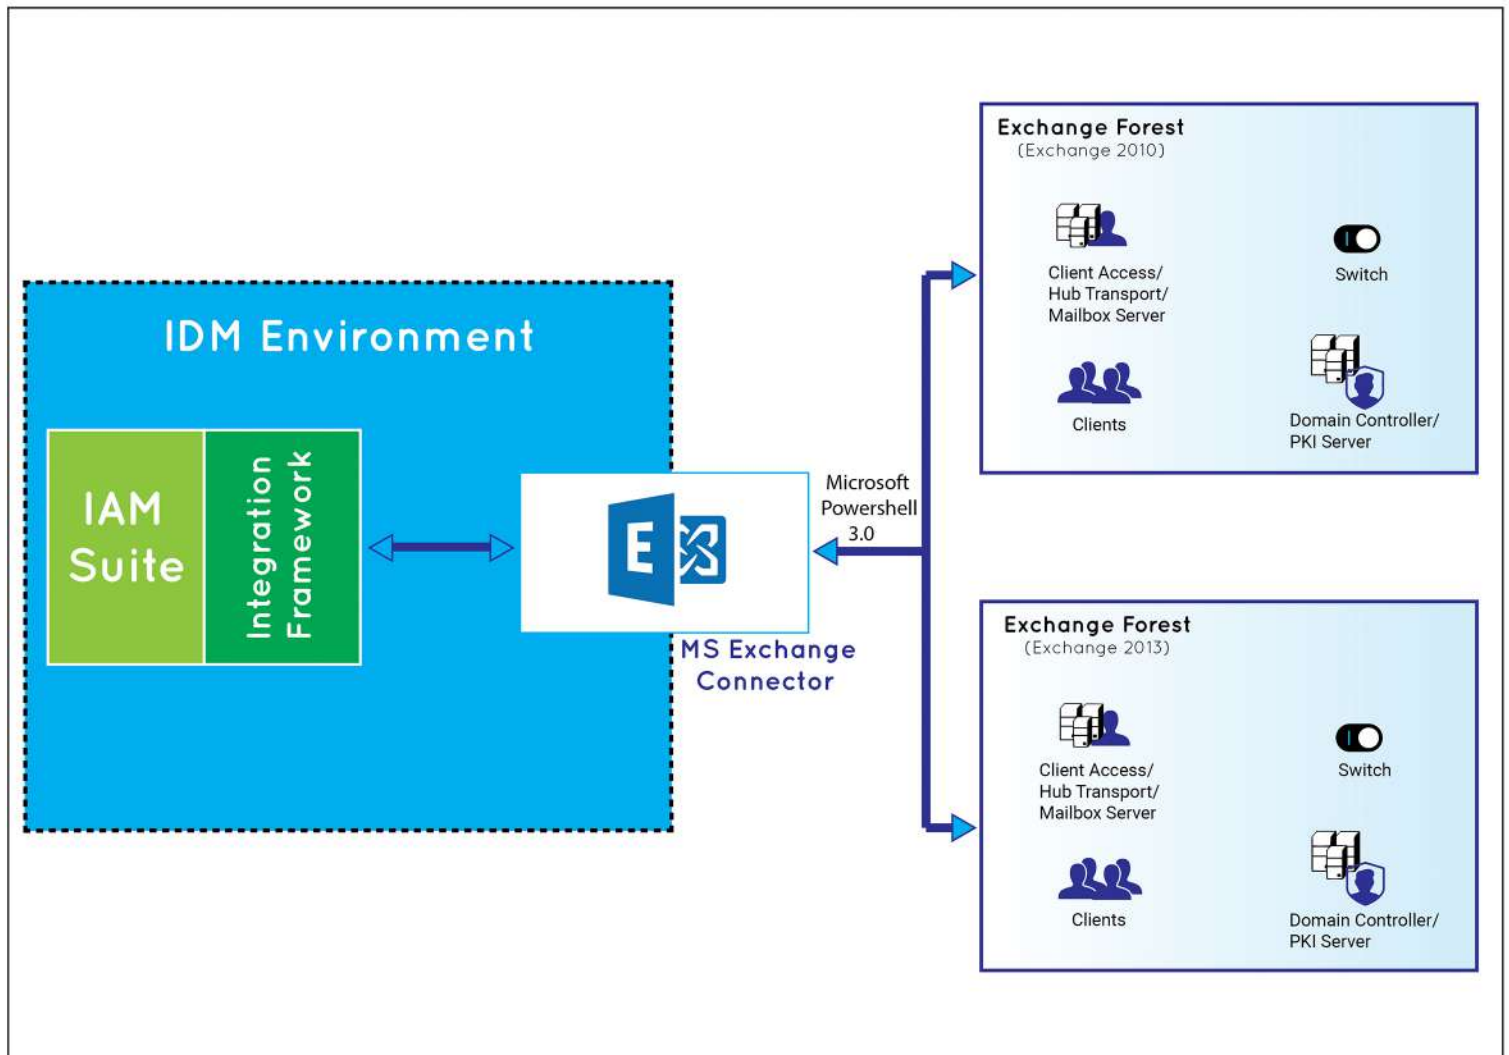 IDM Environment
IAM
Suite
Integration
Framework
E
MS Exchange
Connector
Microsoft
Powershell
3.0
Exchange Forest
(Exchange 2010)
Client Access/
Hub Transport/
Mailbox Server
Switch
Clients
Domain Controller/
PKI Server
Exchange Forest
(Exchange 2013)
Client Access/
Hub Transport/
Mailbox Server
Switch
Clients
Domain Controller/
PKI Server